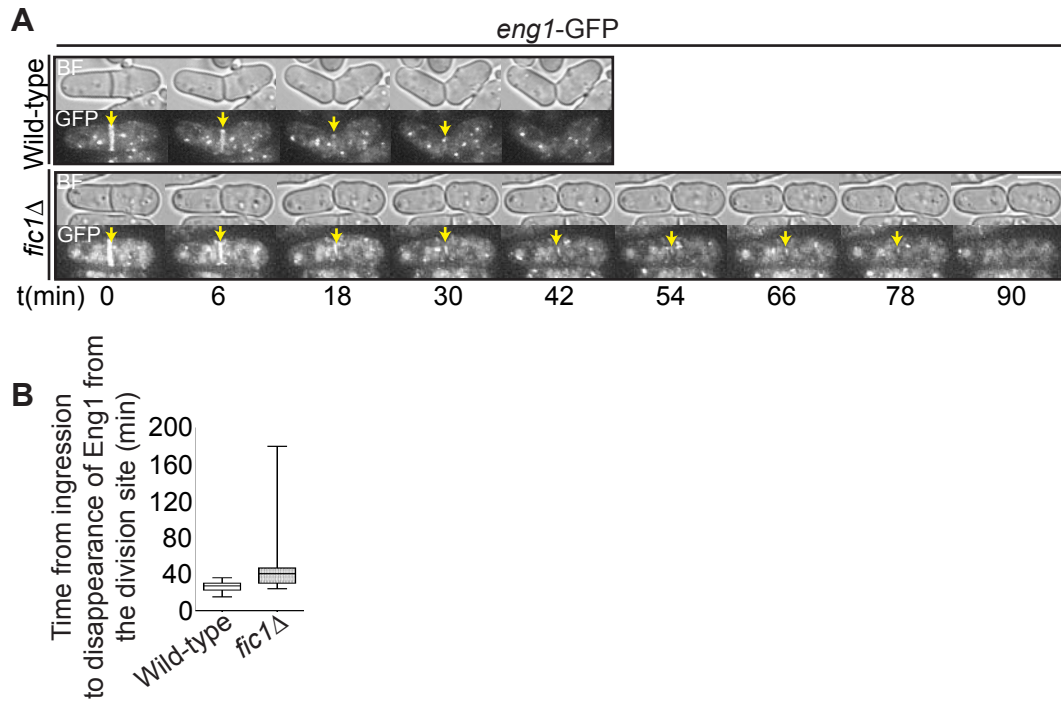 A
eng1-GFP
Wild-type
BF
GFP
fic1Δ
BF
GFP
t(min) 0 6 18 30 42 54 66 78 90
B
Time from ingression
to disappearance of Eng1 from
the division site (min)
200
160
120
80
40
0
Wild-type
fic1Δ